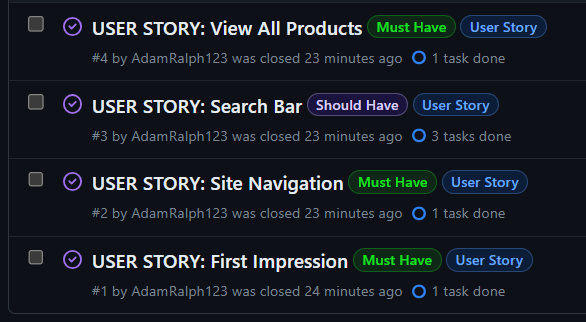 USER STORY: View All Products Must Have User Story
#4 by AdamRalph123 was closed 23 minutes ago 1 task done
USER STORY: Search Bar Should Have User Story
#3 by AdamRalph123 was closed 23 minutes ago 3 tasks done
USER STORY: Site Navigation Must Have User Story
#2 by AdamRalph123 was closed 23 minutes ago 1 task done
USER STORY: First Impression Must Have User Story
#1 by AdamRalph123 was closed 24 minutes ago 1 task done